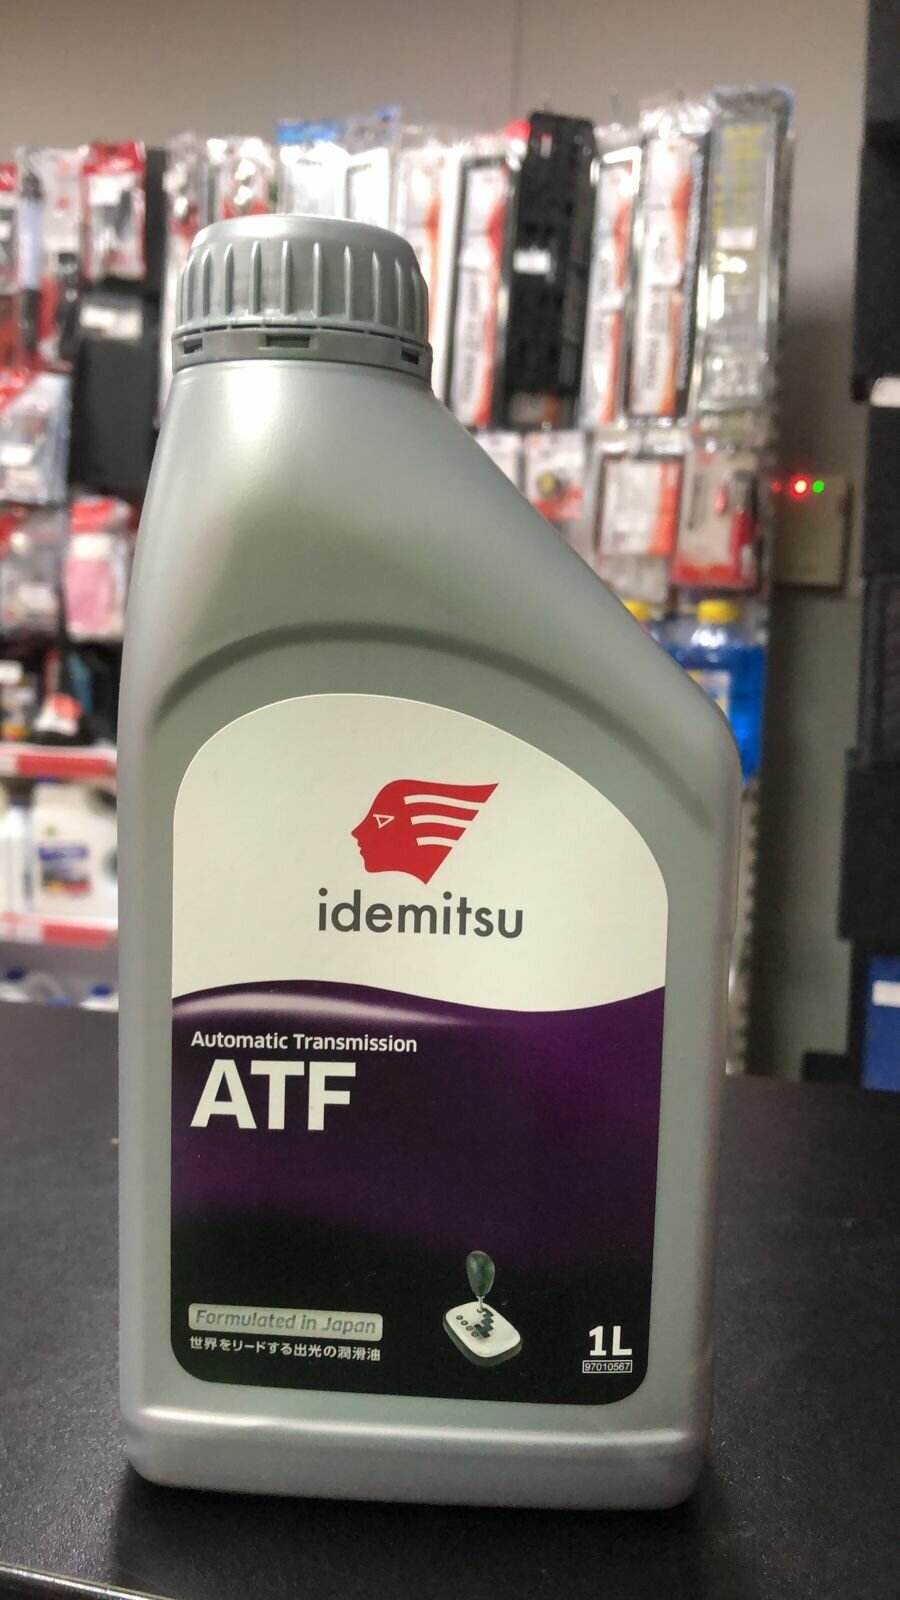 idemitsu
Automatic Transmission
ATF
Formulated in Japan
世界をリードする出光の潤滑油
1L
97010567